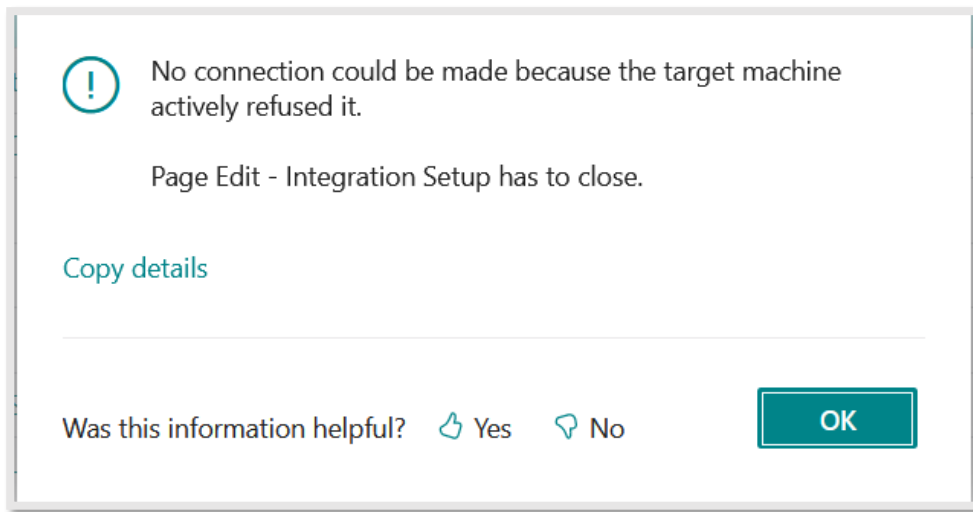 No connection could be made because the target machine
actively refused it.
Page Edit - Integration Setup has to close.
Copy details
Was this information helpful? Yes No
OK